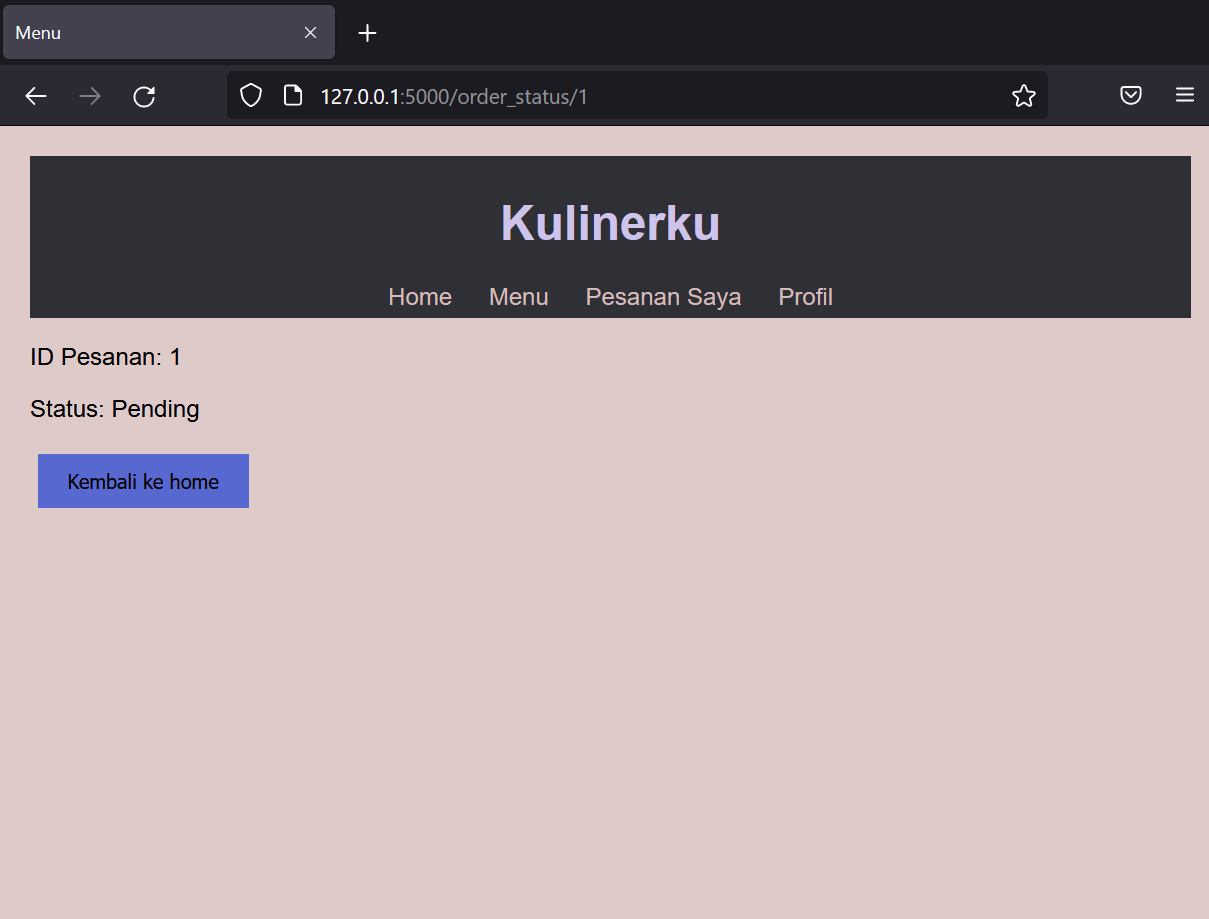 Menu
127.0.0.1:5000/order_status/1
Kulinerku
Home Menu Pesanan Saya Profil
ID Pesanan: 1
Status: Pending
Kembali ke home